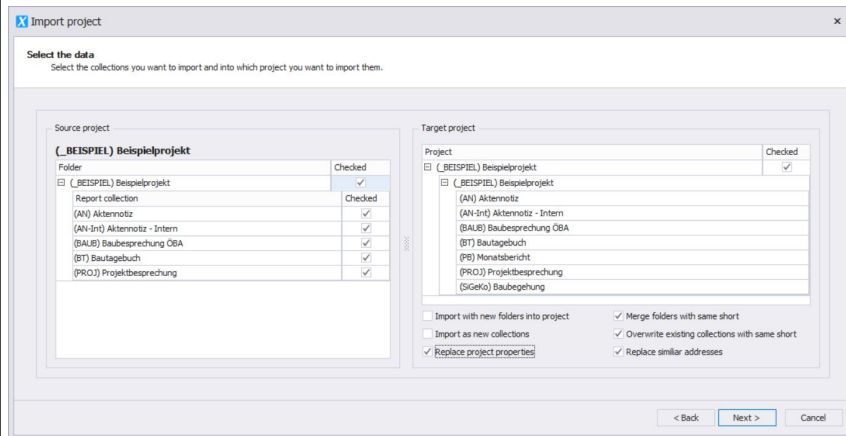 Import project
Select the data
Select the collections you want to import and into which project you want to import them.
Source project
(_BEISPIEL) Beispielprojekt
Folder Checked
(_BEISPIEL) Beispielprojekt
Report collection Checked
(AN) Aktennotiz
(AN-Int) Aktennotiz - Intern
(BAUB) Baubesprechung ÖBA
(BT) Bautagebuch
(PROJ) Projektbesprechung
Target project
Project Checked
(_BEISPIEL) Beispielprojekt
(_BEISPIEL) Beispielprojekt
(AN) Aktennotiz
(AN-Int) Aktennotiz - Intern
(BAUB) Baubesprechung ÖBA
(BT) Bautagebuch
(PB) Monatsbericht
(PROJ) Projektbesprechung
(SiGeKo) Baubegehung
Import with new folders into project Merge folders with same short
Import as new collections Overwrite existing collections with same short
Replace project properties Replace similiar addresses
< Back Next > Cancel